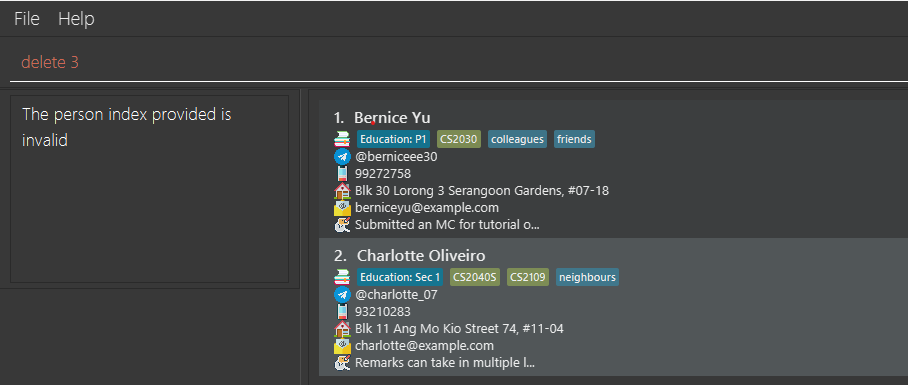 File Help
delete 3
The person index provided is
invalid
1. Bernice Yu
Education: P1 CS2030 colleagues friends
@berniceee30
99272758
Blk 30 Lorong 3 Serangoon Gardens, #07-18
berniceyu@example.com
Submitted an MC for tutorial o...
2. Charlotte Oliveiro
Education: Sec 1 CS2040S CS2109 neighbours
@charlotte_07
93210283
Blk 11 Ang Mo Kio Street 74, #11-04
charlotte@example.com
Remarks can take in multiple l...